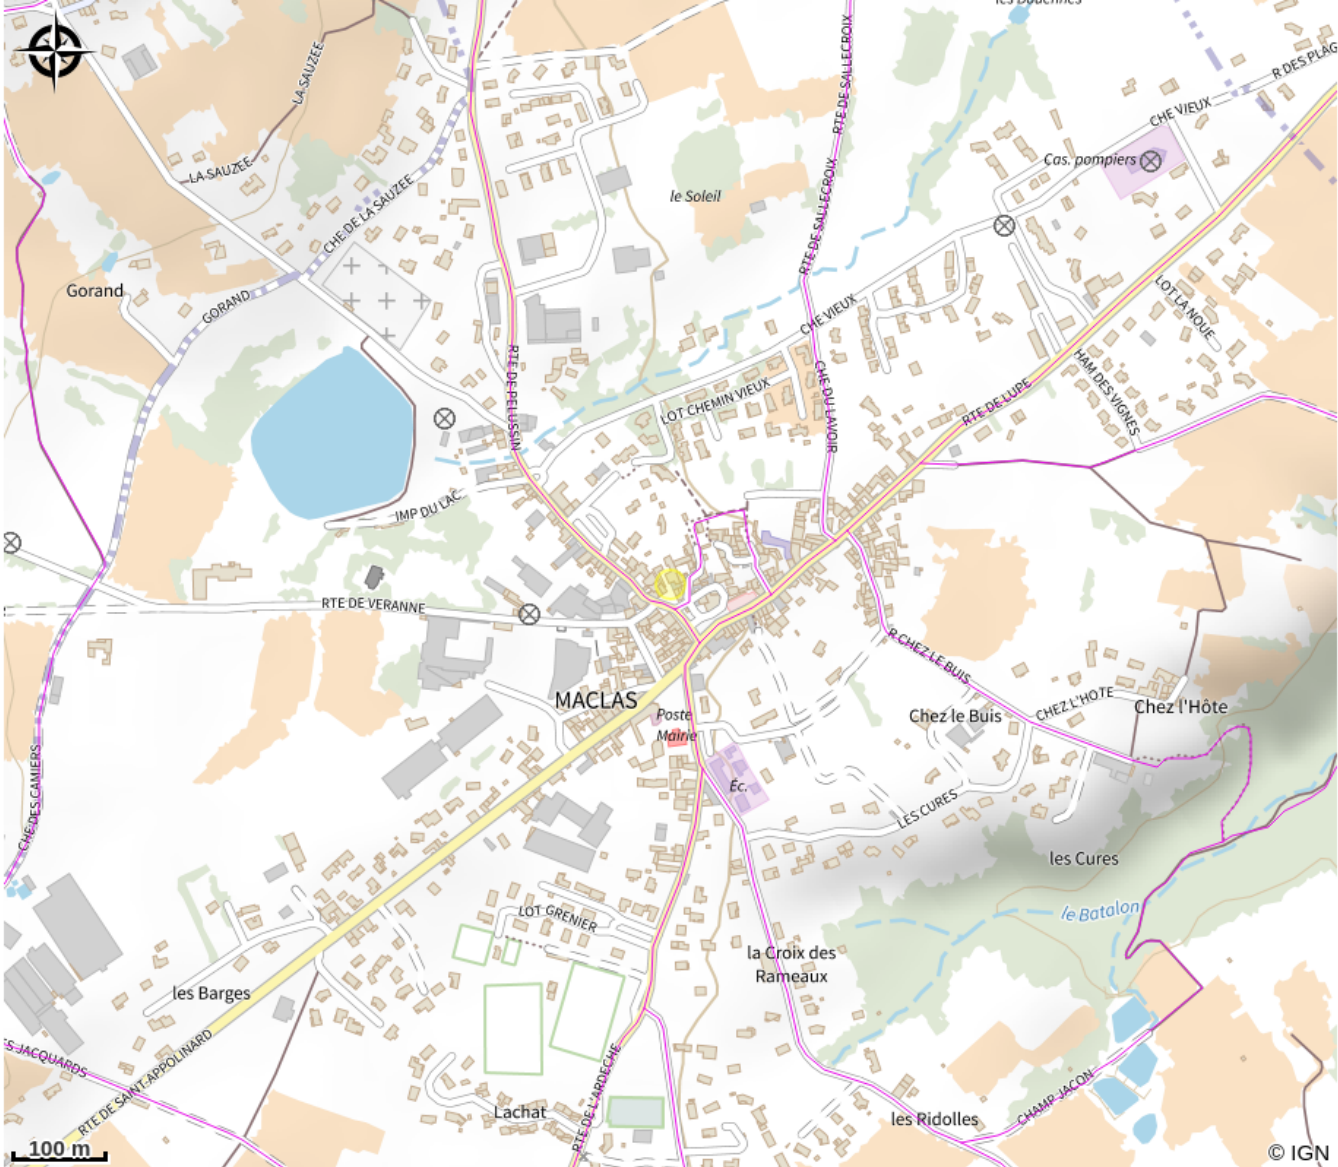 les Bouennes
LA SAUZEE
RTE DE SALLECROIX
R DES PLAG
CHE VIEUX
Cas. pompiers
LA SAUZEE
le Soleil
CHE DE LA SAUZEE
RTE DE SALLECROIX
Gorand
GORAND
LOT LA NOUE
CHE VIEUX
RTE DE PELUSSIN
HAM DES VIGNES
LOT CHEMIN VIEUX
CHE DU LAVOIR
RTE DE LUPE
IMP DU LAC
RTE DE VERANNE
R CHEZ LE BUIS
MACLAS
Poste
Mairie
Chez le Buis
CHEZ L'HOTE
Chez l'Hôte
CHE DES CAMIERS
Éc.
LES CURES
les Cures
LOT GRENIER
le Batalon
la Croix des
Rameaux
les Barges
ES JACQUARDS
RTE DE SAINT-APPOLINARD
RTE DE L'ARDECHE
Lachat
CHAMP JACON
les Ridolles
100 m
© IGN